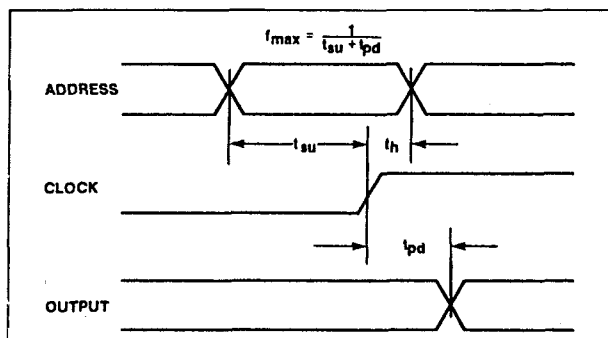 fmax = 1 / tsu + tpd
ADDRESS
tsu
th
CLOCK
tpd
OUTPUT